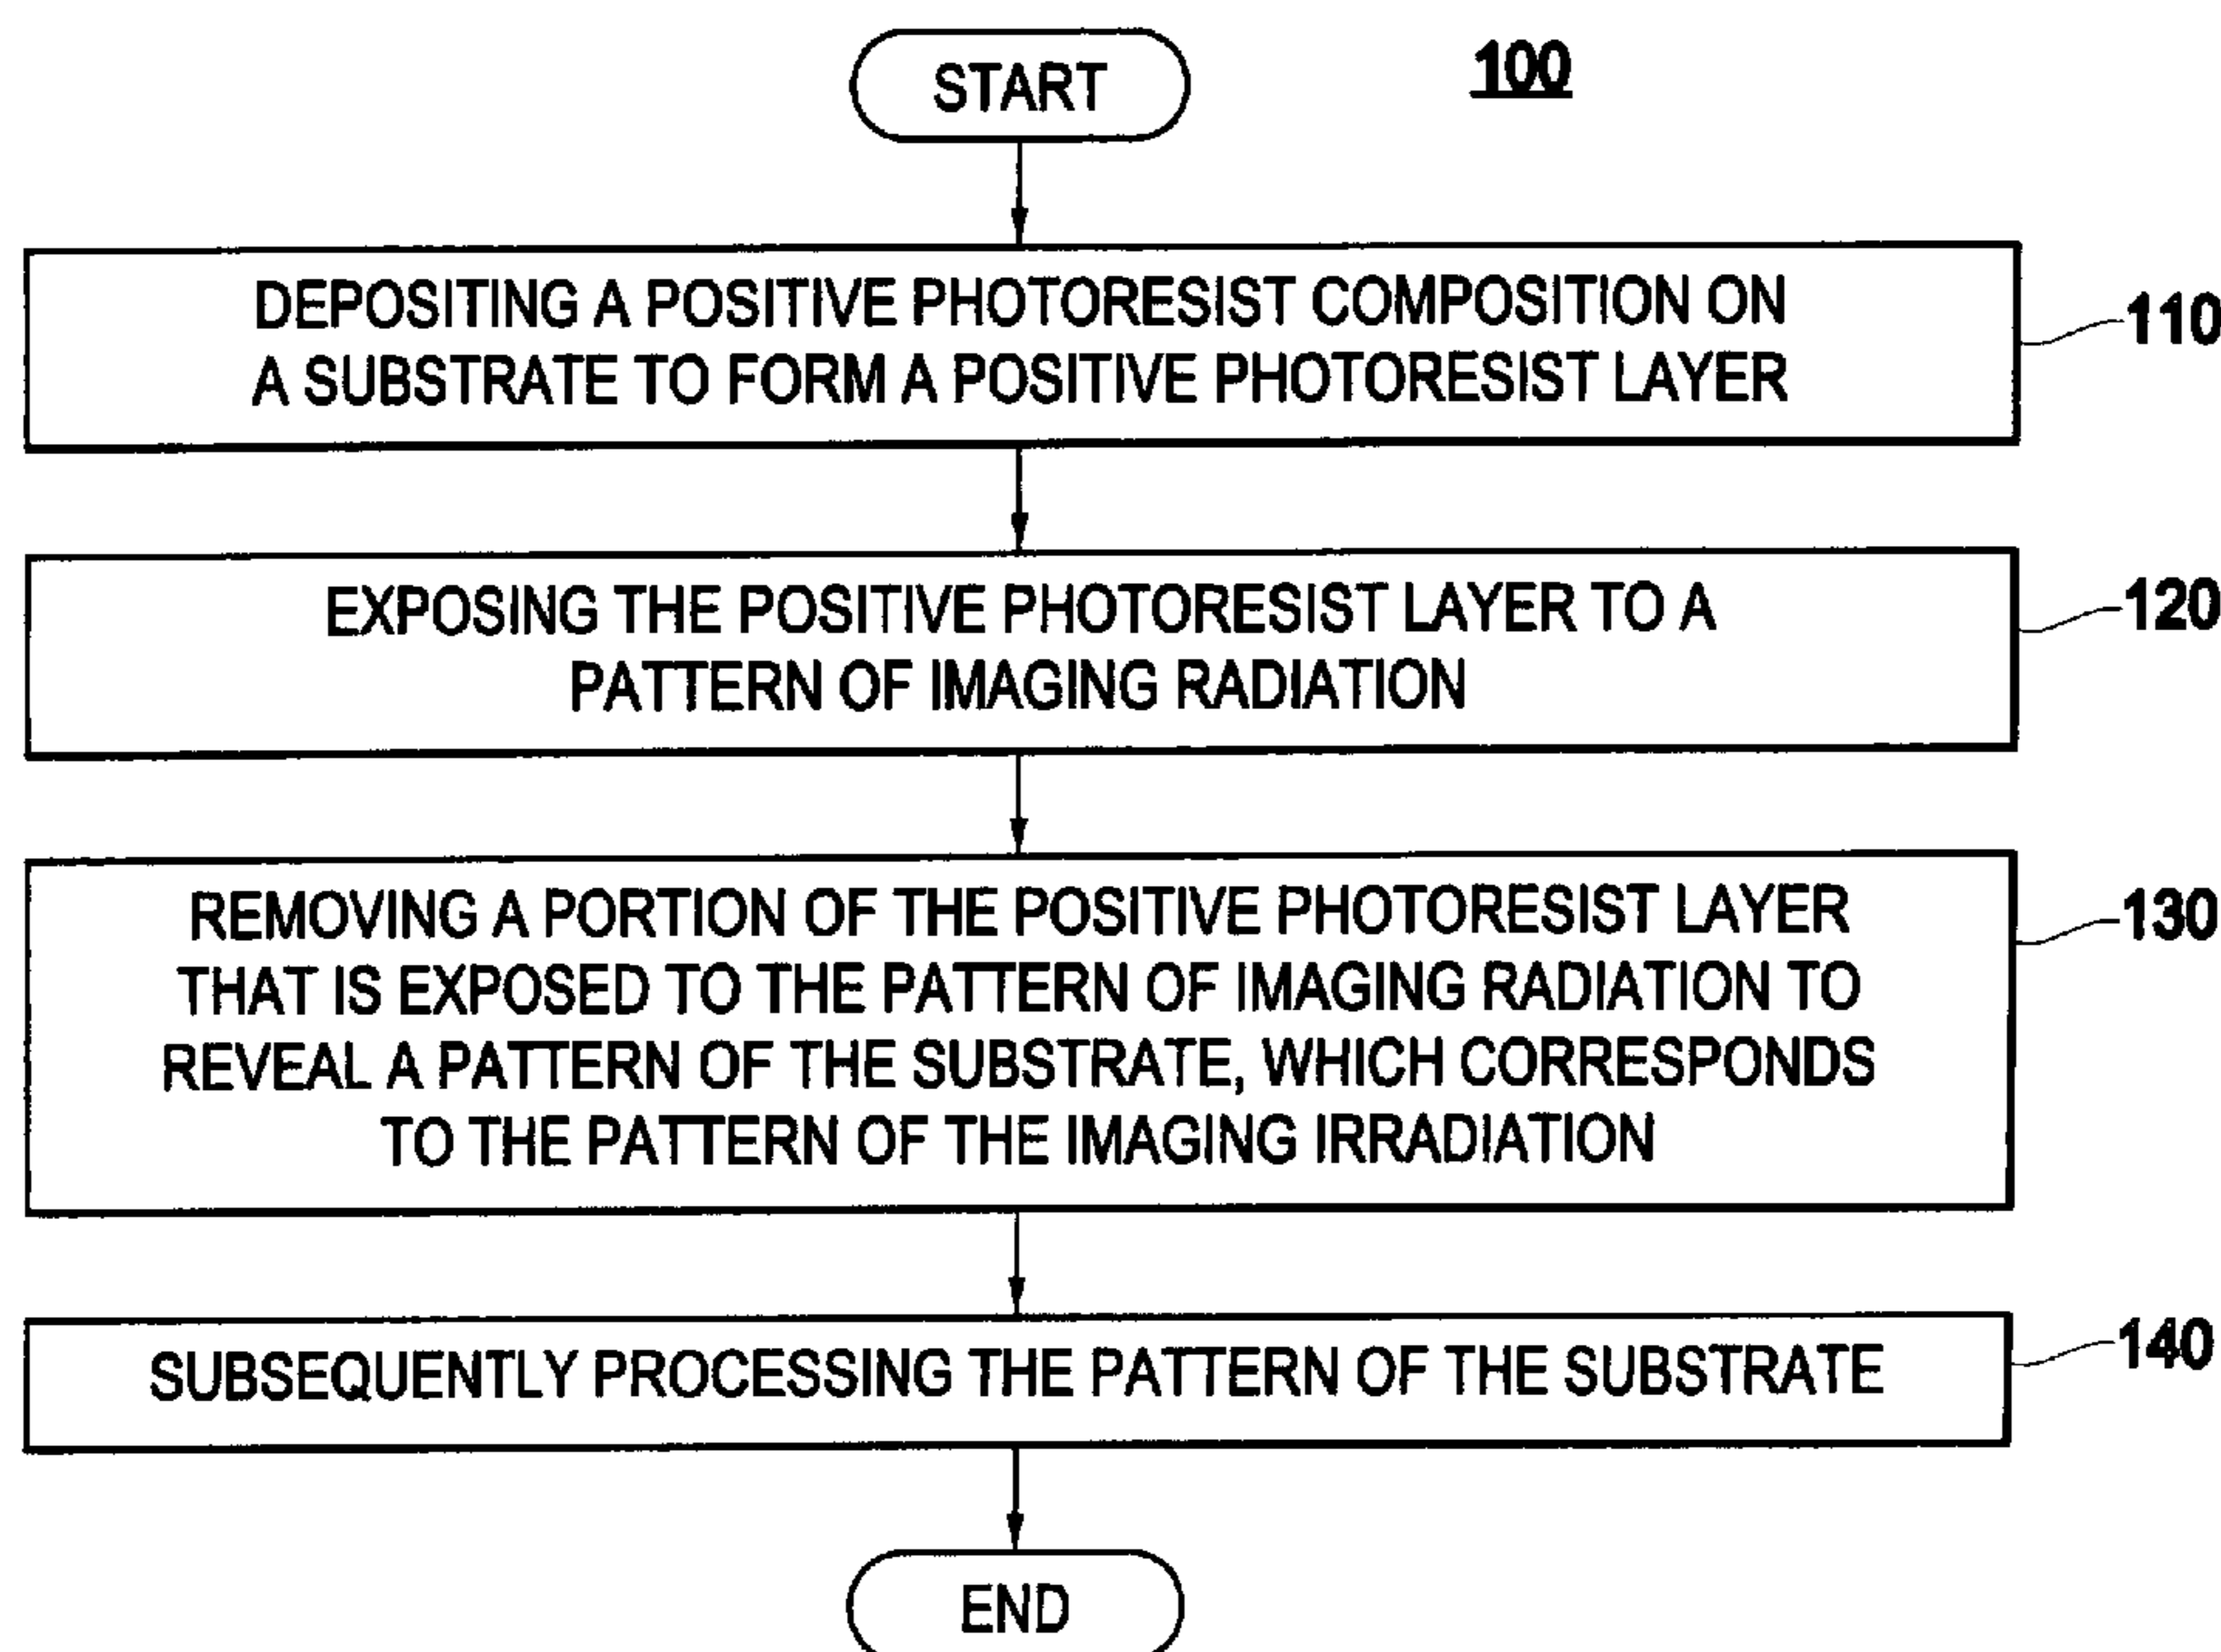 START
100
DEPOSITING A POSITIVE PHOTORESIST COMPOSITION ON
A SUBSTRATE TO FORM A POSITIVE PHOTORESIST LAYER
110
EXPOSING THE POSITIVE PHOTORESIST LAYER TO A
PATTERN OF IMAGING RADIATION
120
REMOVING A PORTION OF THE POSITIVE PHOTORESIST LAYER
THAT IS EXPOSED TO THE PATTERN OF IMAGING RADIATION TO
REVEAL A PATTERN OF THE SUBSTRATE, WHICH CORRESPONDS
TO THE PATTERN OF THE IMAGING IRRADIATION
130
SUBSEQUENTLY PROCESSING THE PATTERN OF THE SUBSTRATE
140
END